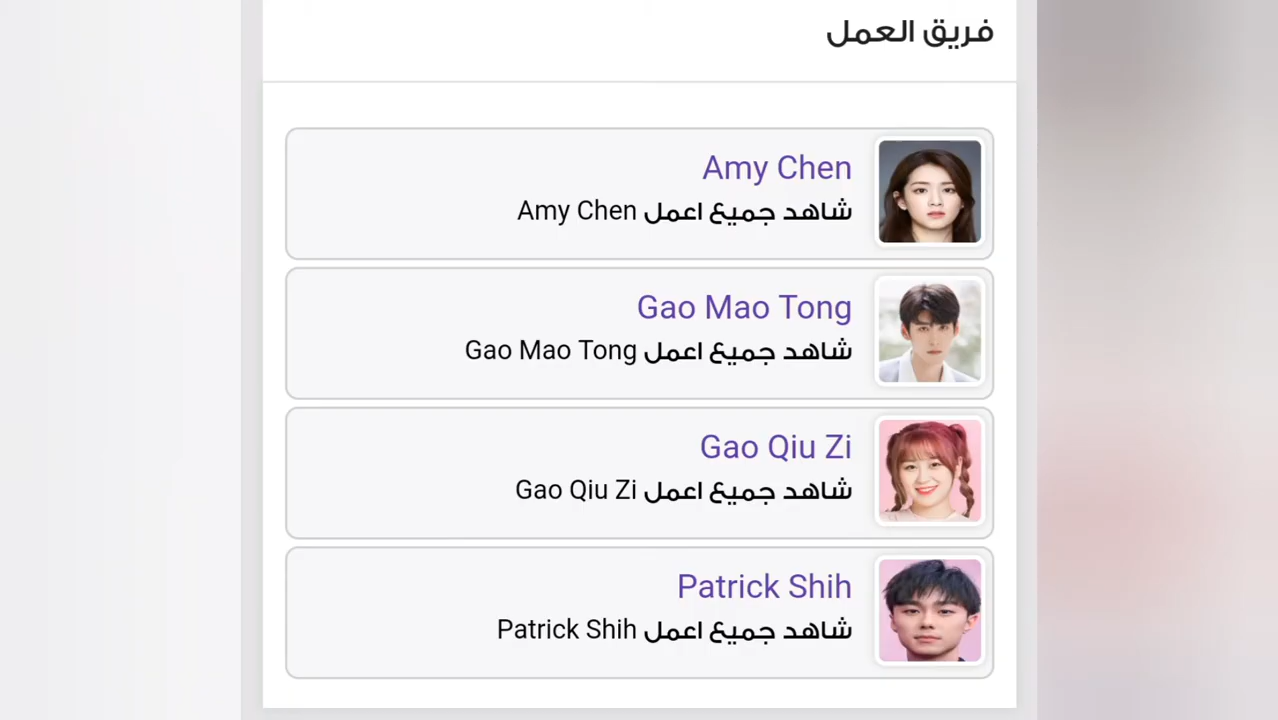 فريق العمل
Amy Chen
شاهد جميع اعمل Amy Chen
Gao Mao Tong
شاهد جميع اعمل Gao Mao Tong
Gao Qiu Zi
شاهد جميع اعمل Gao Qiu Zi
Patrick Shih
شاهد جميع اعمل Patrick Shih